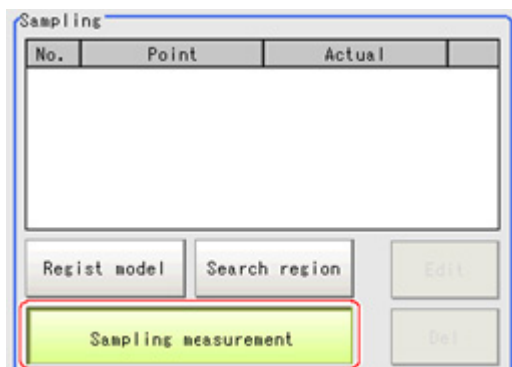 Sampling
No. Point Actual
Regist model Search region Edit
Sampling measurement Del